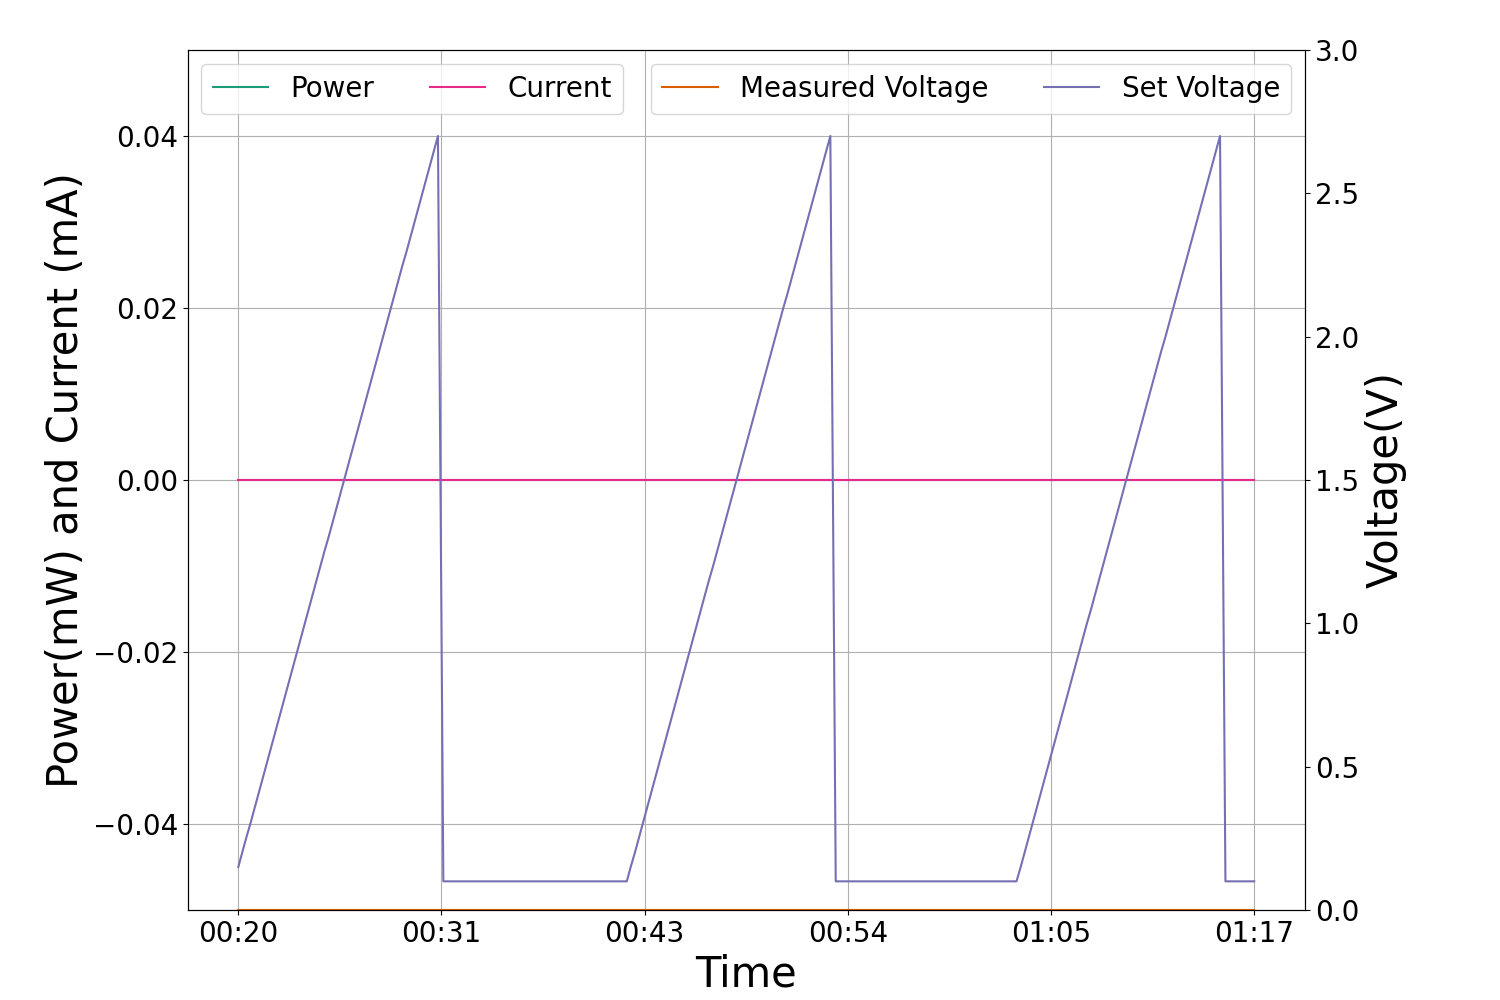 Power Current Measured Voltage Set Voltage
Power(mW) and Current (mA)
0.04
0.02
0.00
−0.02
−0.04
3.0
2.5
2.0
1.5
1.0
0.5
0.0
Voltage(V)
00:20 00:31 00:43 00:54 01:05 01:17
Time